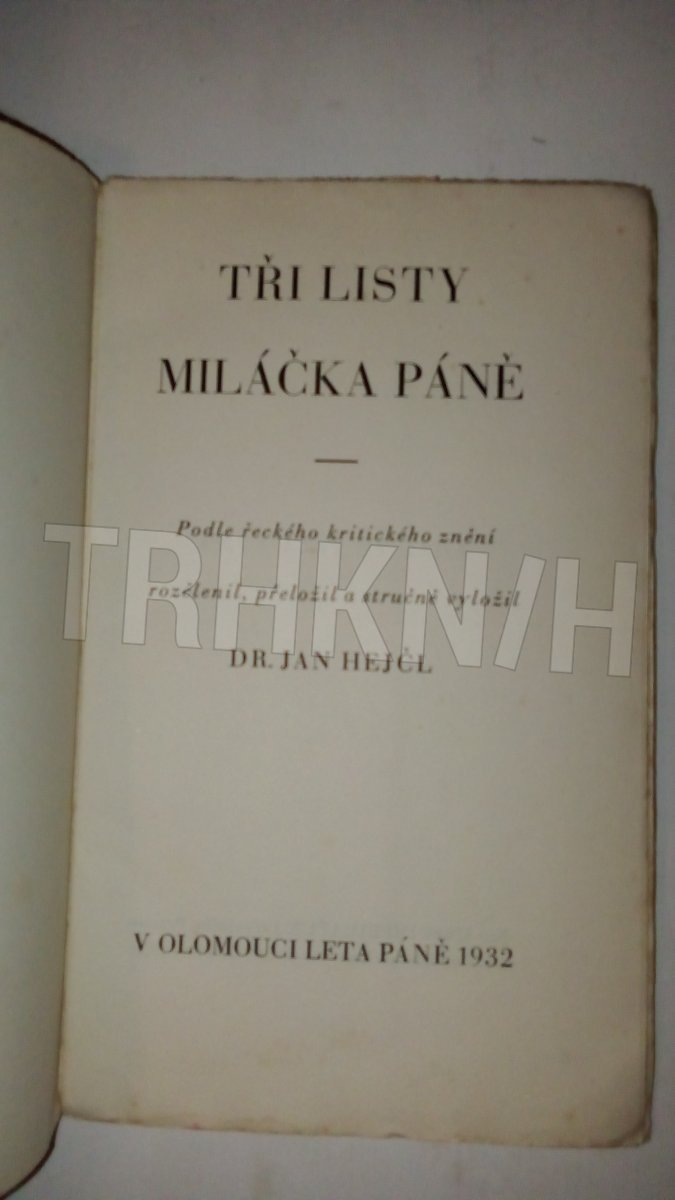 TŘI LISTY
MILÁČKA PÁNĚ
Podle řeckého kritického znění
rozčlenil, přeložil a stručně vyložil
TRHKN/H
DR. JAN HEJČL
V OLOMOUCI LETA PÁNĚ 1932